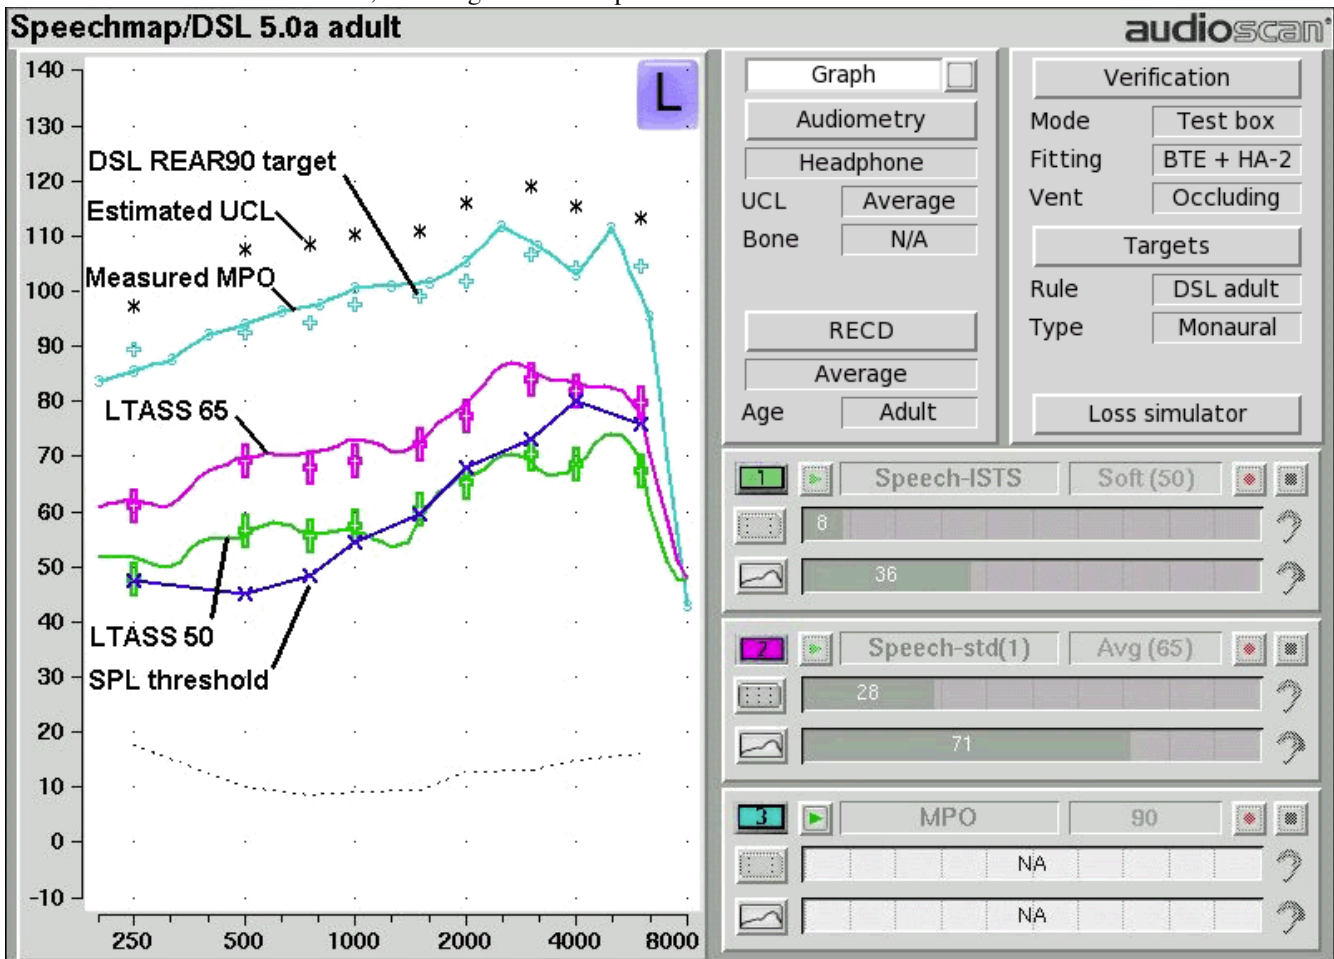 Speechmap/DSL 5.0a adult
audioscan
140
130
120
110
100
90
80
70
60
50
40
30
20
10
0
-10
250
500
1000
2000
4000
8000
L
DSL REAR90 target
Estimated UCL
Measured MPO
LTASS 65
LTASS 50
SPL threshold
Graph
Audiometry
Headphone
UCL Average
Bone N/A
RECD
Average
Age Adult
Verification
Mode Test box
Fitting BTE + HA-2
Vent Occluding
Targets
Rule DSL adult
Type Monaural
Loss simulator
1 Speech-ISTS Soft (50)
8
36
2 Speech-std(1) Avg (65)
28
71
3 MPO 90
NA
NA